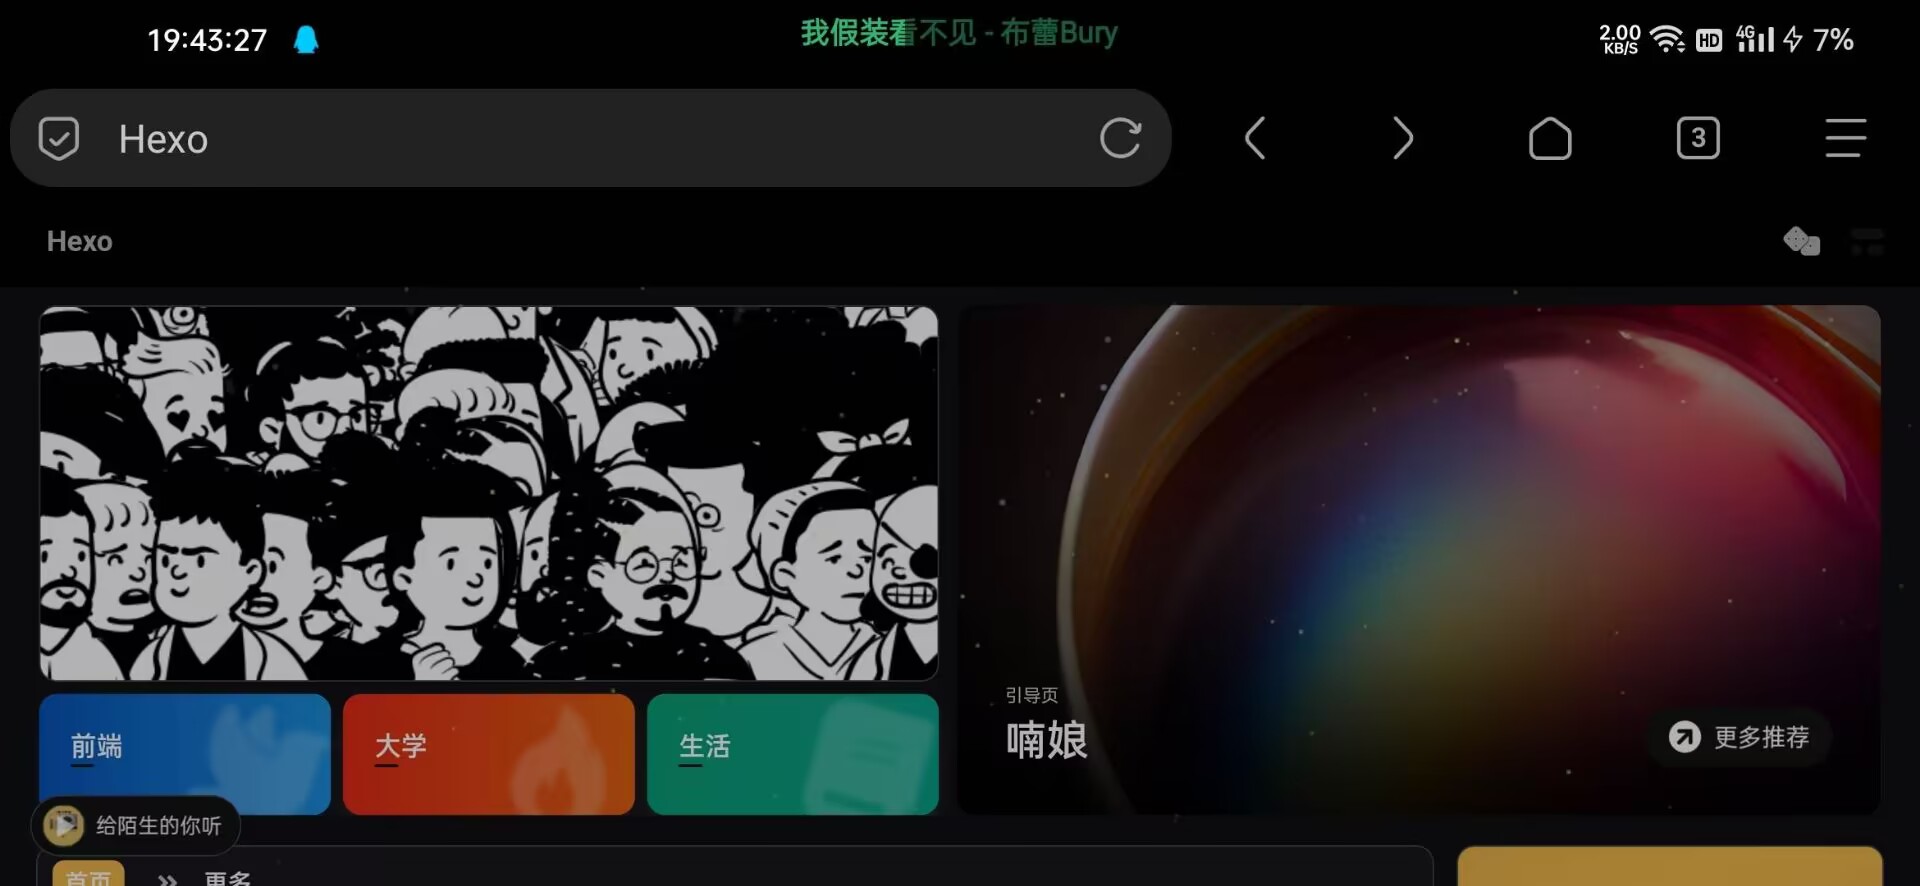 19:43:27
我假装看不见 - 布蕾Bury
2.00 KB/S HD 4G 7%
Hexo
3
Hexo
引导页
喃娘
更多推荐
前端
大学
生活
给陌生的你听
首页
更多